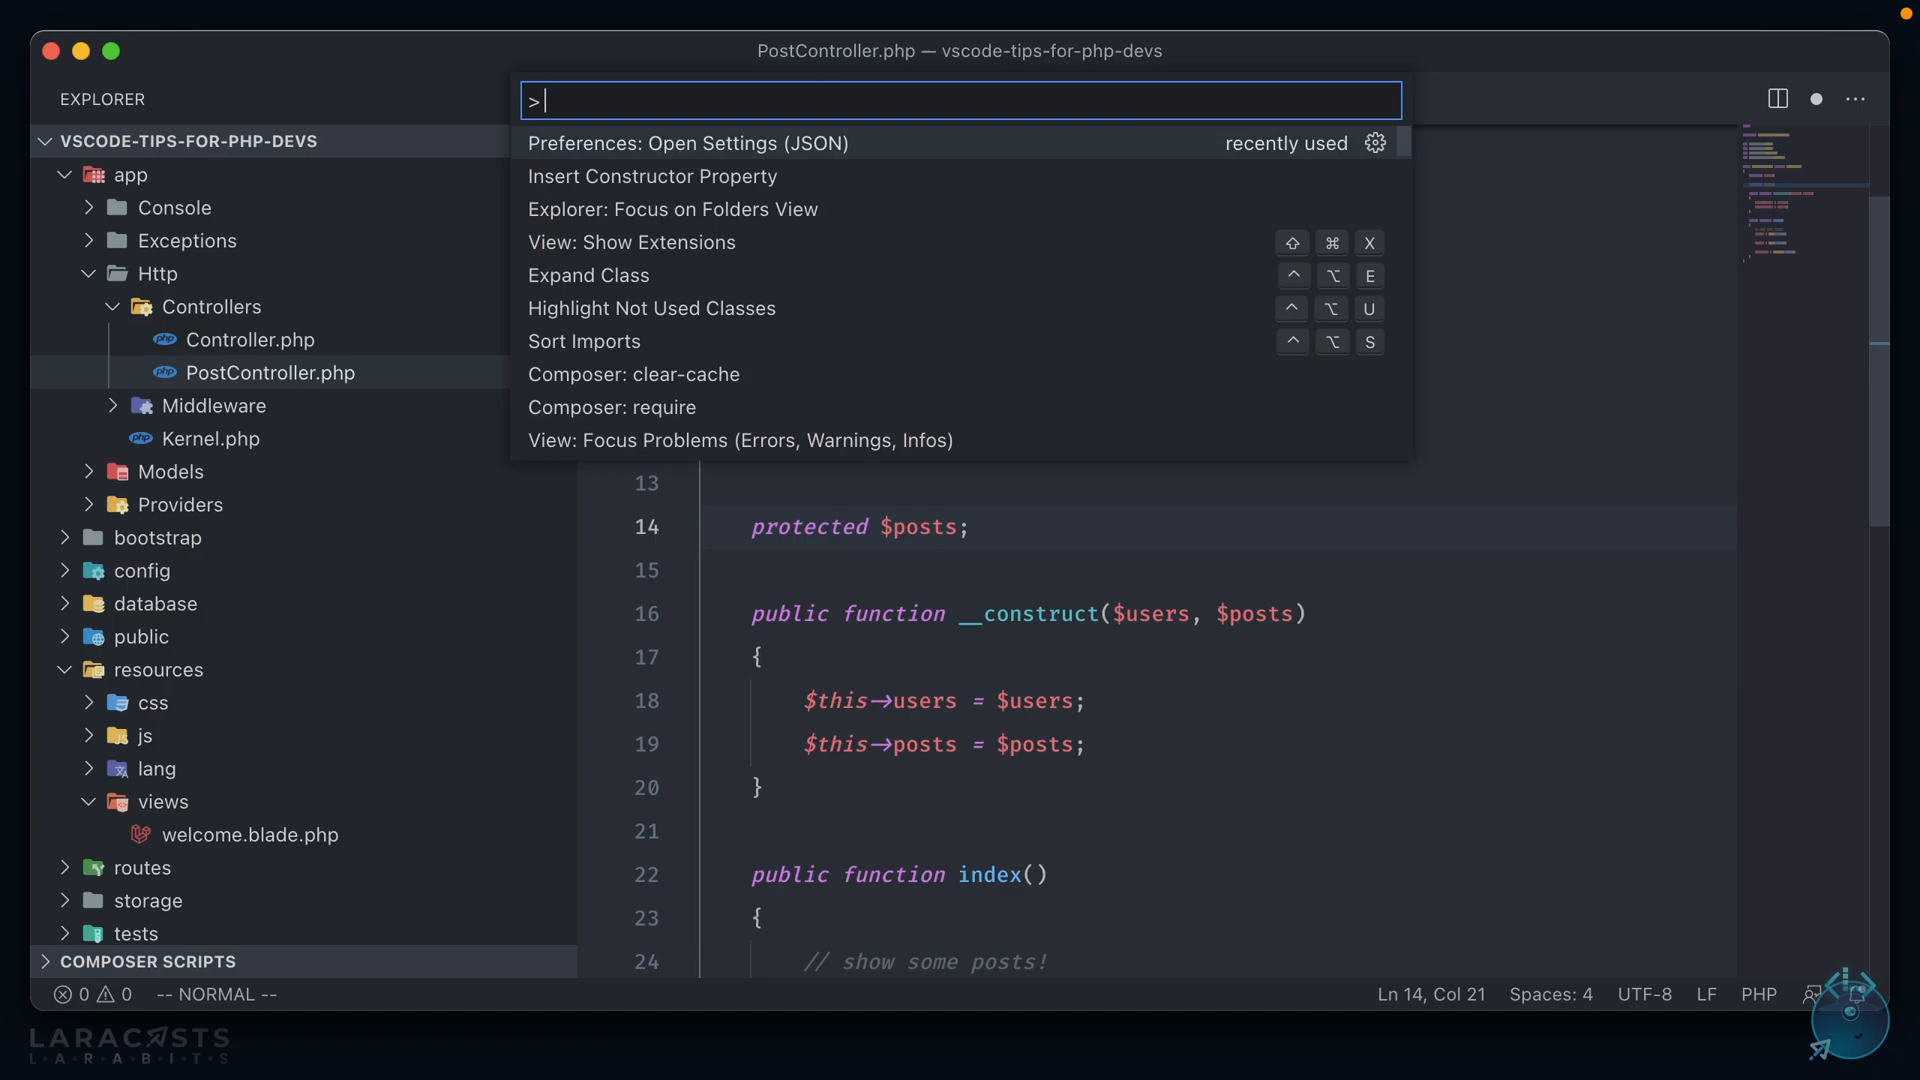 PostController.php — vscode-tips-for-php-devs
EXPLORER
VSCODE-TIPS-FOR-PHP-DEVS
app
Console
Exceptions
Http
Controllers
Controller.php
PostController.php
Middleware
Kernel.php
Models
Providers
bootstrap
config
database
public
resources
css
js
lang
views
welcome.blade.php
routes
storage
tests
COMPOSER SCRIPTS
>
Preferences: Open Settings (JSON) recently used
Insert Constructor Property
Explorer: Focus on Folders View
View: Show Extensions ⇧ ⌘ X
Expand Class ^ ⌥ E
Highlight Not Used Classes ^ ⌥ U
Sort Imports ^ ⌥ S
Composer: clear-cache
Composer: require
View: Focus Problems (Errors, Warnings, Infos)
13
14 protected $posts;
15
16 public function __construct($users, $posts)
17 {
18 $this->users = $users;
19 $this->posts = $posts;
20 }
21
22 public function index()
23 {
24 // show some posts!
0 0 -- NORMAL --
Ln 14, Col 21 Spaces: 4 UTF-8 LF PHP
LARACASTS
L·A·R·A·B·I·T·S